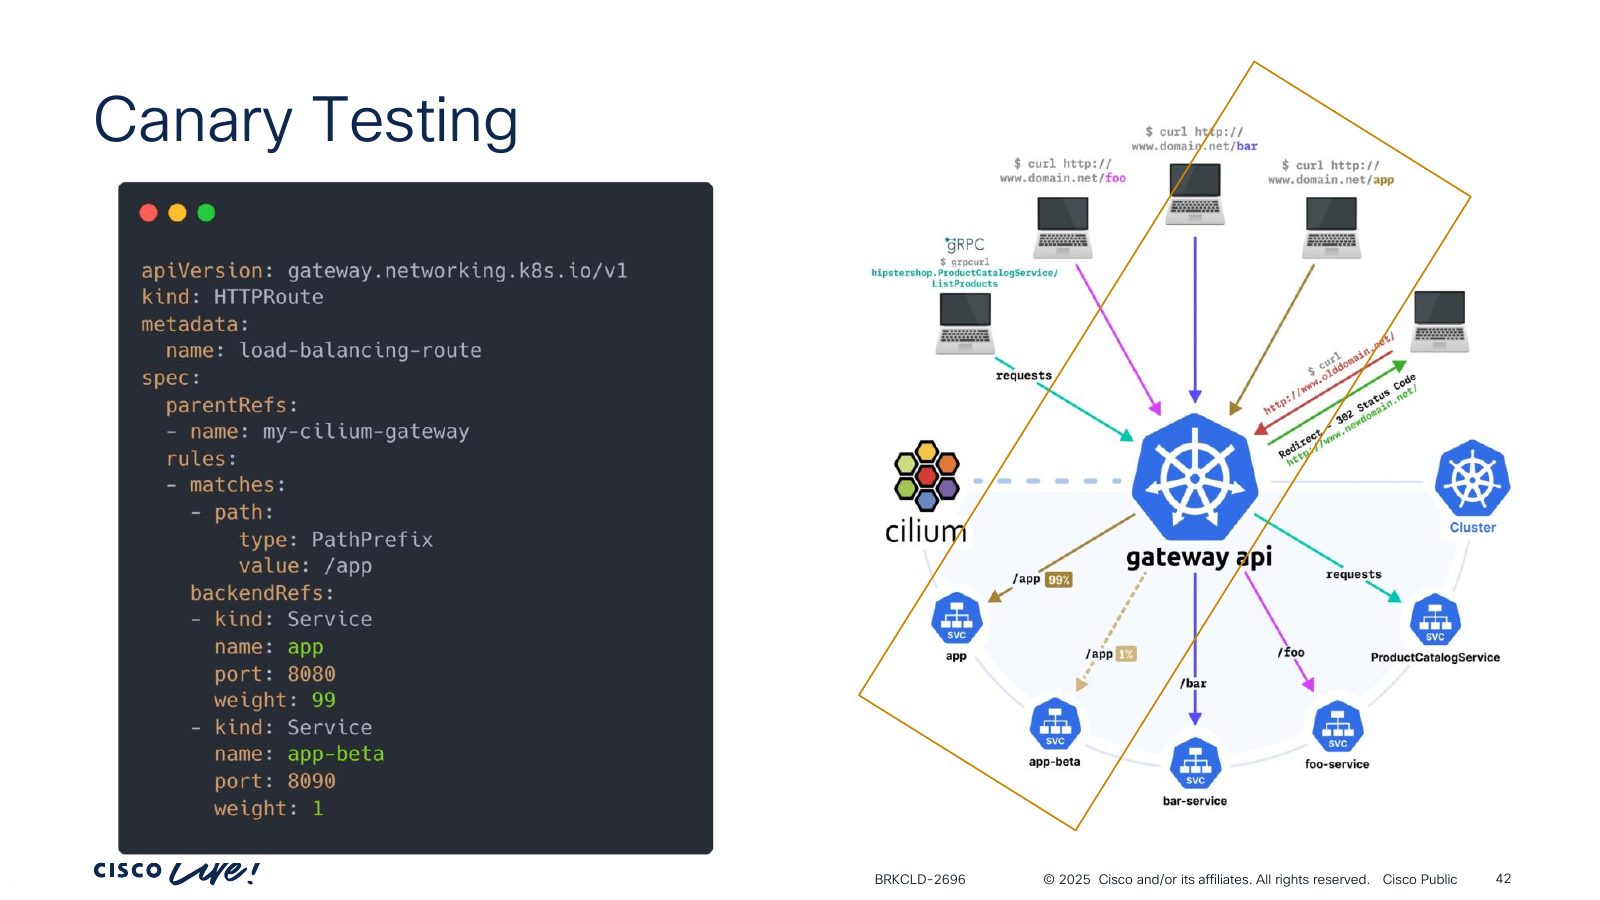 Canary Testing
apiVersion: gateway.networking.k8s.io/v1
kind: HTTPRoute
metadata:
  name: load-balancing-route
spec:
  parentRefs:
  - name: my-cilium-gateway
  rules:
  - matches:
    - path:
        type: PathPrefix
        value: /app
    backendRefs:
    - kind: Service
      name: app
      port: 8080
      weight: 99
    - kind: Service
      name: app-beta
      port: 8090
      weight: 1
$ curl http://
www.domain.net/bar
$ curl http://
www.domain.net/foo
$ curl http://
www.domain.net/app
gRPC
$ grpcurl
hipstershop.ProductCatalogService/
ListProducts
requests
$ curl
http://www.olddomain.net/
Redirect - 302 Status Code
http://www.newdomain.net/
cilium
gateway api
Cluster
/app 99%
requests
/app 1%
/foo
/bar
SVC
app
SVC
ProductCatalogService
SVC
app-beta
SVC
foo-service
SVC
bar-service
CISCO Live!
BRKCLD-2696
© 2025 Cisco and/or its affiliates. All rights reserved. Cisco Public
42